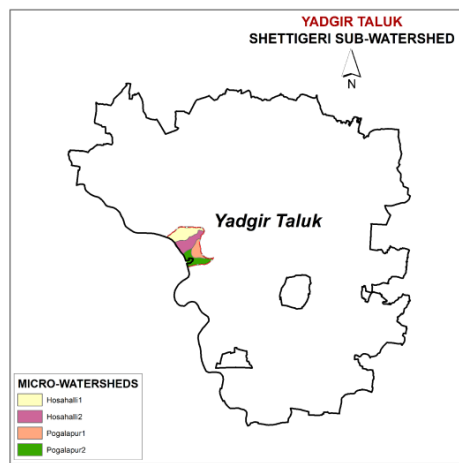 YADGIR TALUK
SHETTIGERI SUB-WATERSHED
N
Yadgir Taluk
MICRO-WATERSHEDS
Hosahalli1
Hosahalli2
Pogalapur1
Pogalapur2